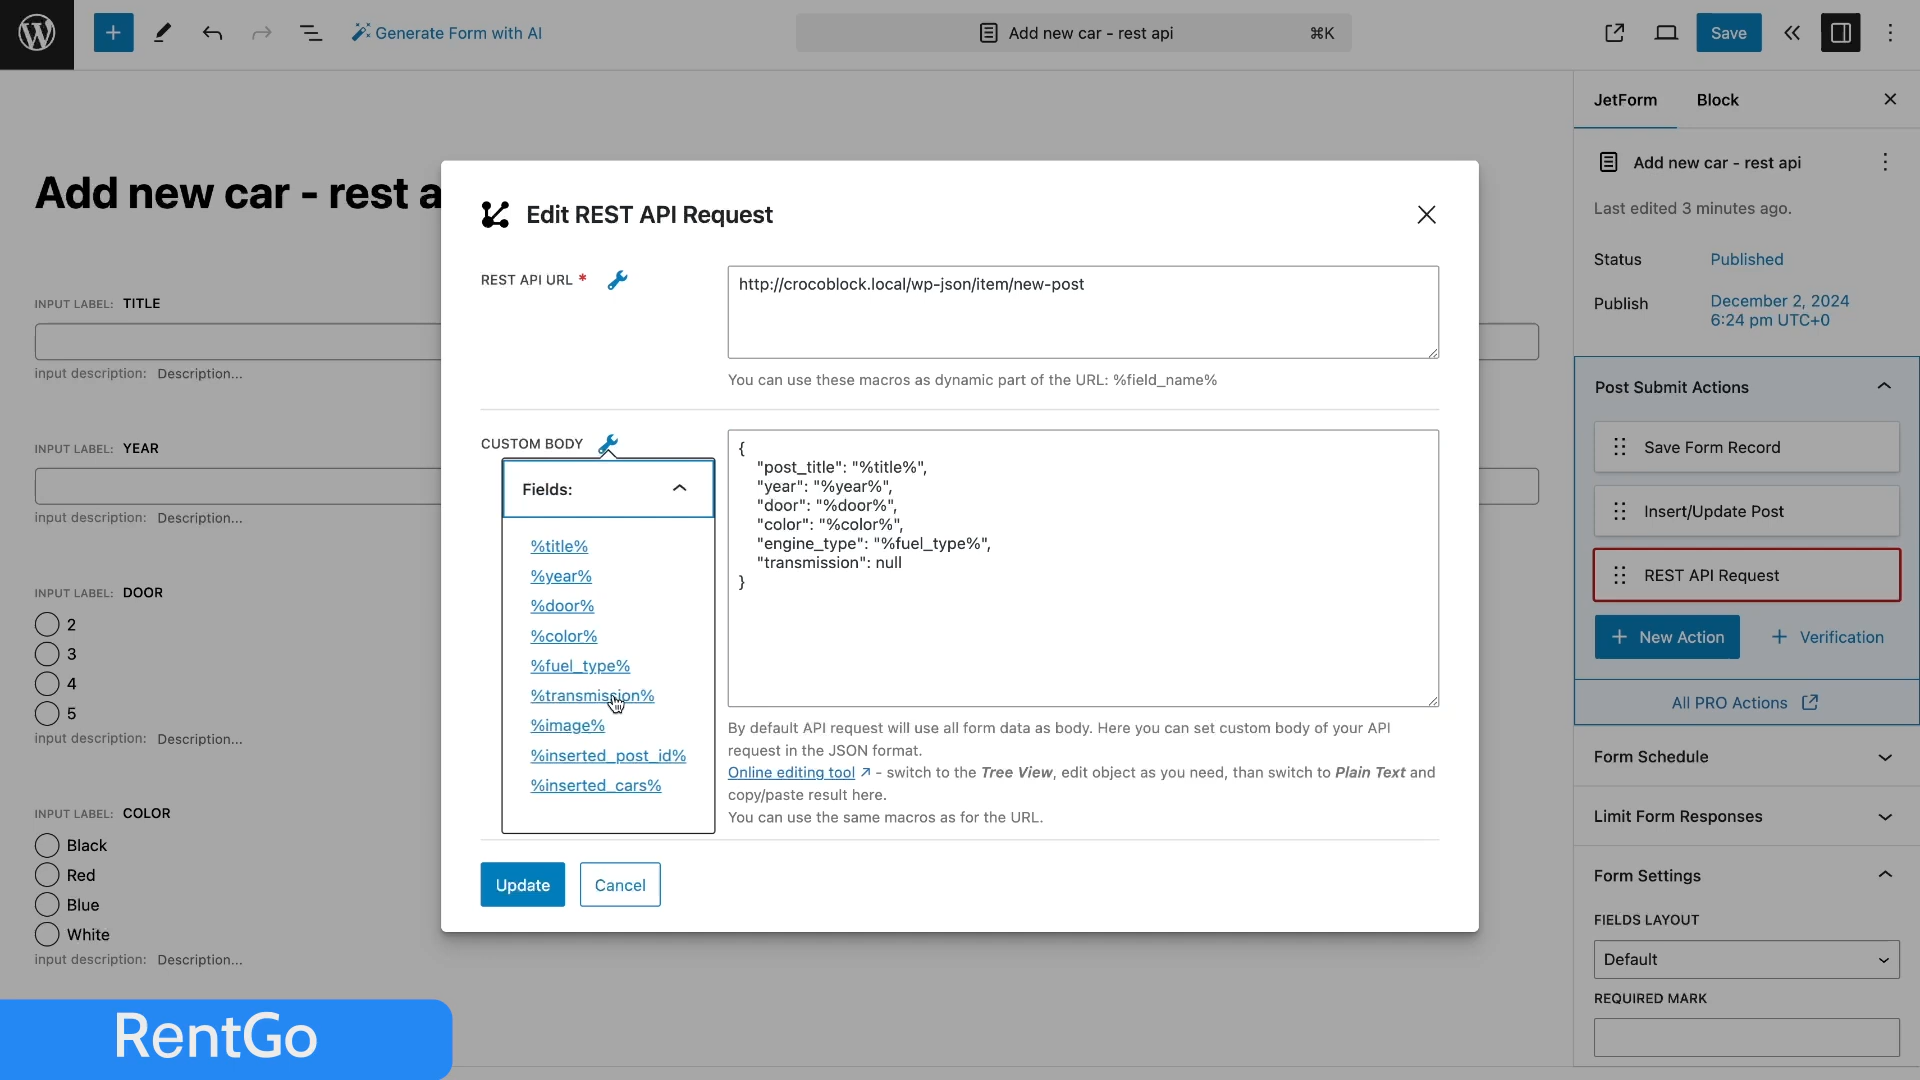 Generate Form with AI
Add new car - rest api
⌘K
Save
JetForm
Block
Add new car - rest api
Last edited 3 minutes ago.
Status
Published
Publish
December 2, 2024
6:24 pm UTC+0
Post Submit Actions
Save Form Record
Insert/Update Post
REST API Request
New Action
Verification
All PRO Actions
Form Schedule
Limit Form Responses
Form Settings
FIELDS LAYOUT
Default
REQUIRED MARK
Add new car - rest a
INPUT LABEL: TITLE
input description: Description...
INPUT LABEL: YEAR
input description: Description...
INPUT LABEL: DOOR
2
3
4
5
input description: Description...
INPUT LABEL: COLOR
Black
Red
Blue
White
input description: Description...
RentGo
Edit REST API Request
REST API URL *
http://crocoblock.local/wp-json/item/new-post
You can use these macros as dynamic part of the URL: %field_name%
CUSTOM BODY
Fields:
%title%
%year%
%door%
%color%
%fuel_type%
%transmission%
%image%
%inserted_post_id%
%inserted_cars%
{
"post_title": "%title%",
"year": "%year%",
"door": "%door%",
"color": "%color%",
"engine_type": "%fuel_type%",
"transmission": null
}
By default API request will use all form data as body. Here you can set custom body of your API
request in the JSON format.
Online editing tool ↗ - switch to the Tree View, edit object as you need, than switch to Plain Text and
copy/paste result here.
You can use the same macros as for the URL.
Update
Cancel